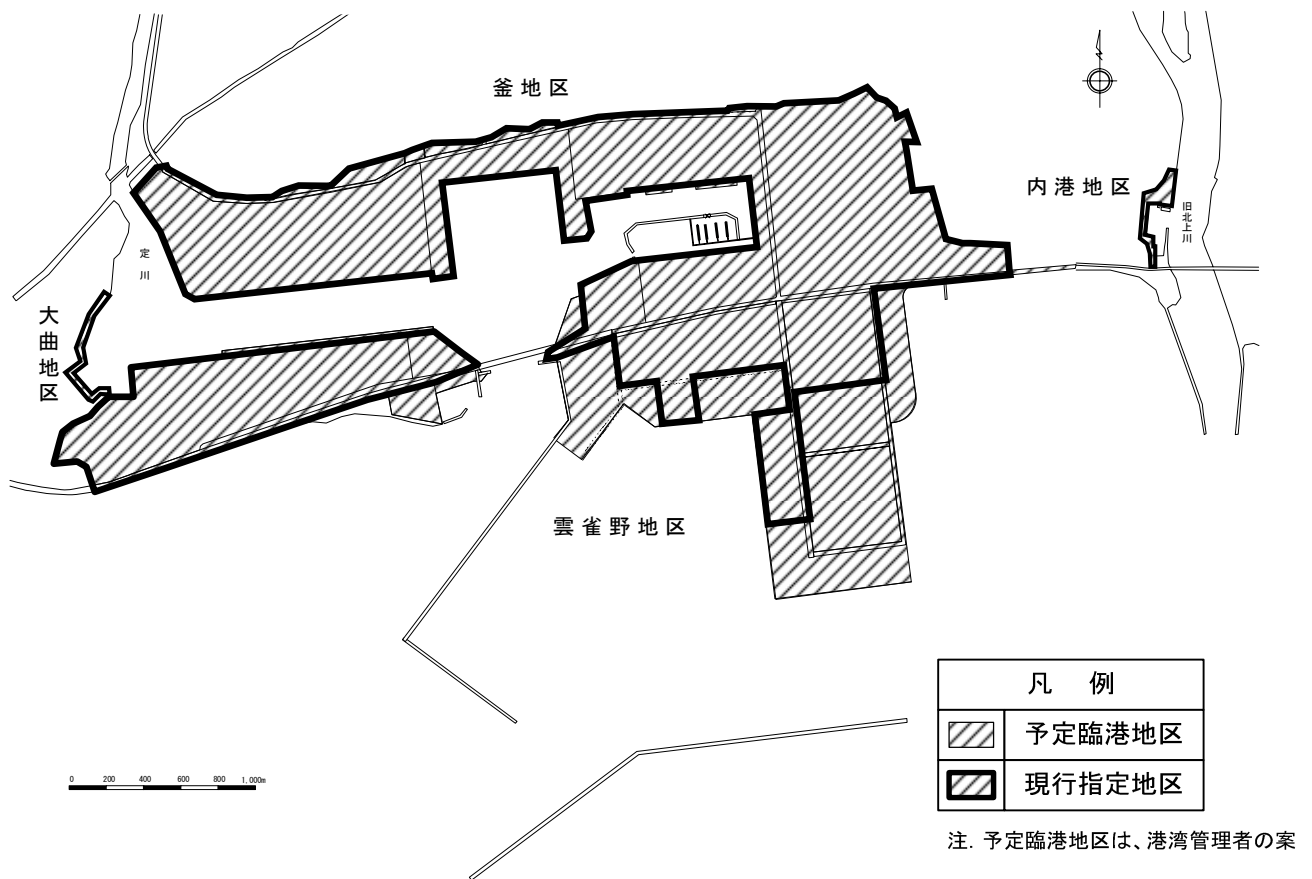 釜地区
内港地区
旧北上川
定川
大曲地区
雲雀野地区
0 200 400 600 800 1,000m
凡 例
予定臨港地区
現行指定地区
注. 予定臨港地区は、港湾管理者の案